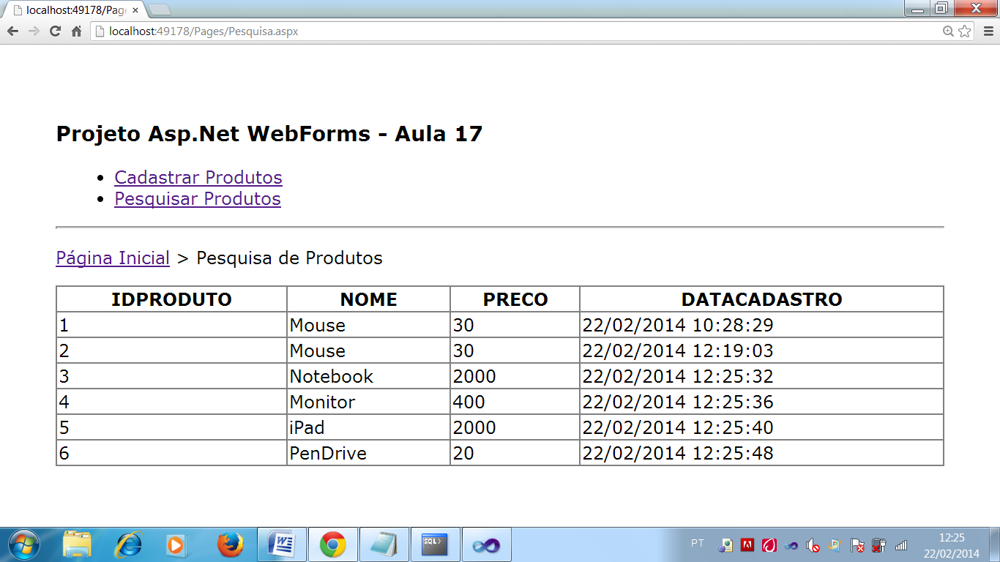 localhost:49178/Page
localhost:49178/Pages/Pesquisa.aspx
Projeto Asp.Net WebForms - Aula 17
Cadastrar Produtos
Pesquisar Produtos
Página Inicial > Pesquisa de Produtos
IDPRODUTO NOME PRECO DATACADASTRO
1 Mouse 30 22/02/2014 10:28:29
2 Mouse 30 22/02/2014 12:19:03
3 Notebook 2000 22/02/2014 12:25:32
4 Monitor 400 22/02/2014 12:25:36
5 iPad 2000 22/02/2014 12:25:40
6 PenDrive 20 22/02/2014 12:25:48
SQL>
PT
12:25
22/02/2014